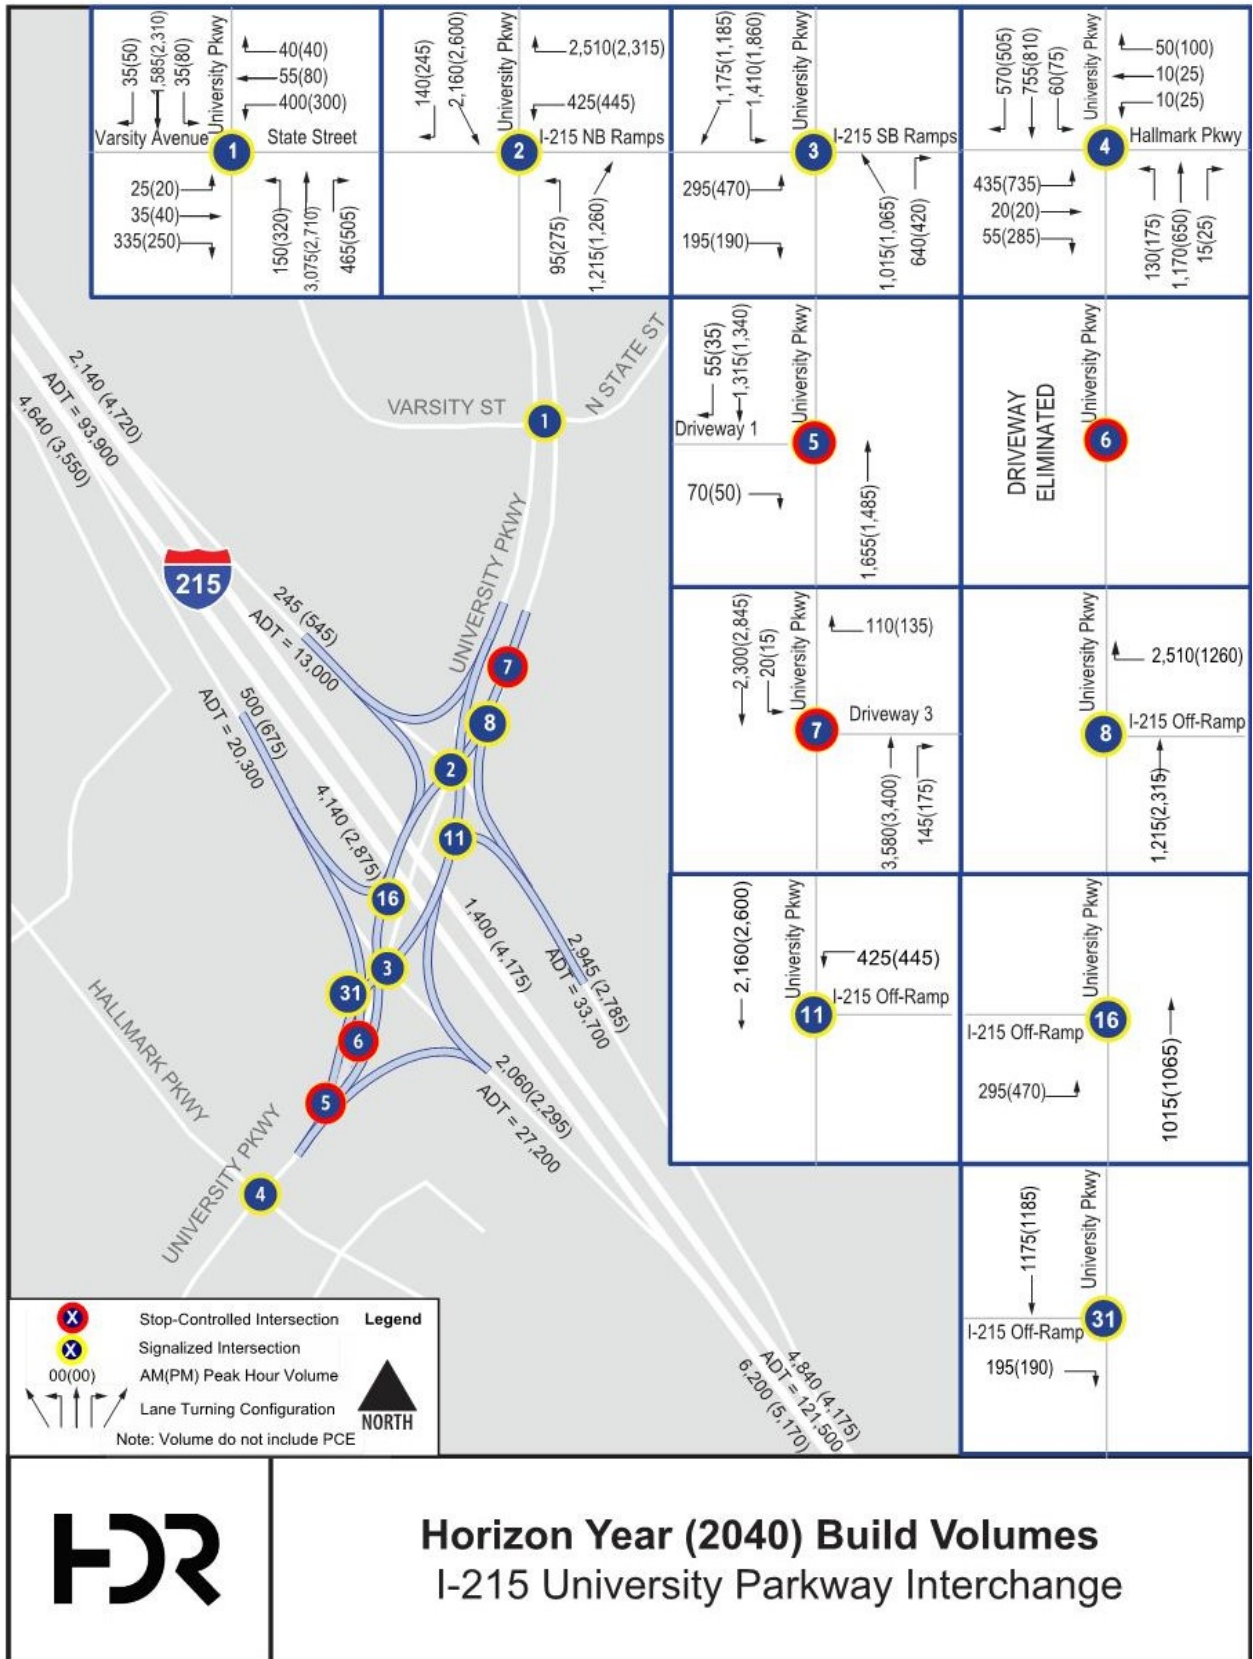 35(50)
1,585(2,310)
35(80)
University Pkwy
40(40)
55(80)
400(300)
Varsity Avenue
1
State Street
25(20)
35(40)
335(250)
150(320)
3,075(2,710)
465(505)
140(245)
2,160(2,600)
University Pkwy
2,510(2,315)
425(445)
2
I-215 NB Ramps
95(275)
1,215(1,260)
1,175(1,185)
1,410(1,860)
University Pkwy
3
I-215 SB Ramps
295(470)
195(190)
1,015(1,065)
640(420)
570(505)
755(810)
60(75)
University Pkwy
50(100)
10(25)
10(25)
4
Hallmark Pkwy
435(735)
20(20)
55(285)
130(175)
1,170(650)
15(25)
55(35)
1,315(1,340)
University Pkwy
Driveway 1
5
70(50)
1,655(1,485)
DRIVEWAY
ELIMINATED
University Pkwy
6
2,300(2,845)
20(15)
University Pkwy
110(135)
7
Driveway 3
3,580(3,400)
145(175)
University Pkwy
2,510(1260)
8
I-215 Off-Ramp
1,215(2,315)
2,160(2,600)
University Pkwy
425(445)
11
I-215 Off-Ramp
University Pkwy
I-215 Off-Ramp
16
295(470)
1015(1065)
1175(1185)
University Pkwy
I-215 Off-Ramp
31
195(190)
2,140 (4,720)
ADT = 93,900
4,640 (3,550)
VARSITY ST
1
N STATE ST
215
UNIVERSITY PKWY
245 (545)
ADT = 13,000
7
8
500 (675)
ADT = 20,300
2
4,140 (2,875)
11
16
1,400 (4,175)
2,945 (2,785)
ADT = 33,700
3
31
6
HALLMARK PKWY
5
2,060(2,295)
ADT = 27,200
UNIVERSITY PKWY
4
4,840 (4,175)
ADT = 121,500
6,200 (5,170)
X
Stop-Controlled Intersection
Legend
X
Signalized Intersection
00(00)
AM(PM) Peak Hour Volume
Lane Turning Configuration
NORTH
Note: Volume do not include PCE
HDR
Horizon Year (2040) Build Volumes
I-215 University Parkway Interchange